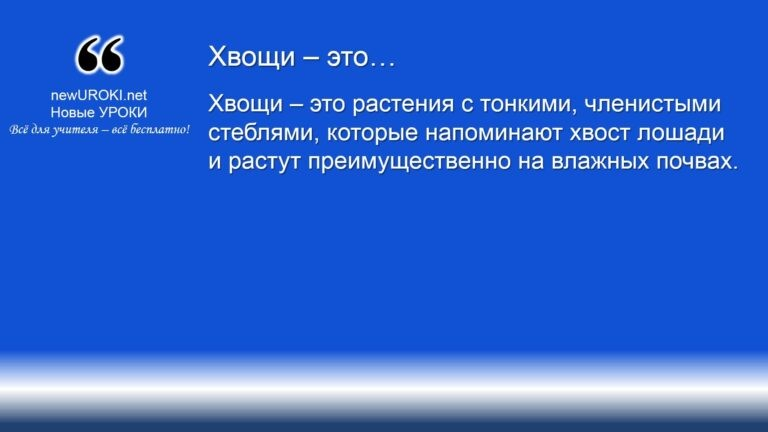 ❝
newUROKI.net
Новые УРОКИ
Всё для учителя – всё бесплатно!
Хвощи – это…
Хвощи – это растения с тонкими, членистыми
стеблями, которые напоминают хвост лошади
и растут преимущественно на влажных почвах.